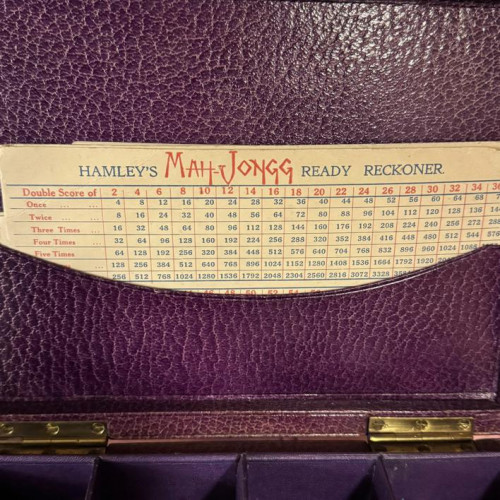 HAMLEY'S MAH-JONGG READY RECKONER.
Double Score of 2 4 6 8 10 12 14 16 18 20 22 24 26 28 30 32 34 36
Once ... ... 4 8 12 16 20 24 28 32 36 40 44 48 52 56 60 64 68
Twice ... ... 8 16 24 32 40 48 56 64 72 80 88 96 104 112 120 128 136
Three Times ... 16 32 48 64 80 96 112 128 144 160 176 192 208 224 240 256 272
Four Times ... 32 64 96 128 160 192 224 256 288 320 352 384 416 448 480 512 544 576
Five Times ... 64 128 192 256 320 384 448 512 576 640 704 768 832 896 960 1024 1088
128 256 384 512 640 768 896 1024 1152 1280 1408 1536 1664 1792 1920
256 512 768 1024 1280 1536 1792 2048 2304 2560 2816 3072 3328